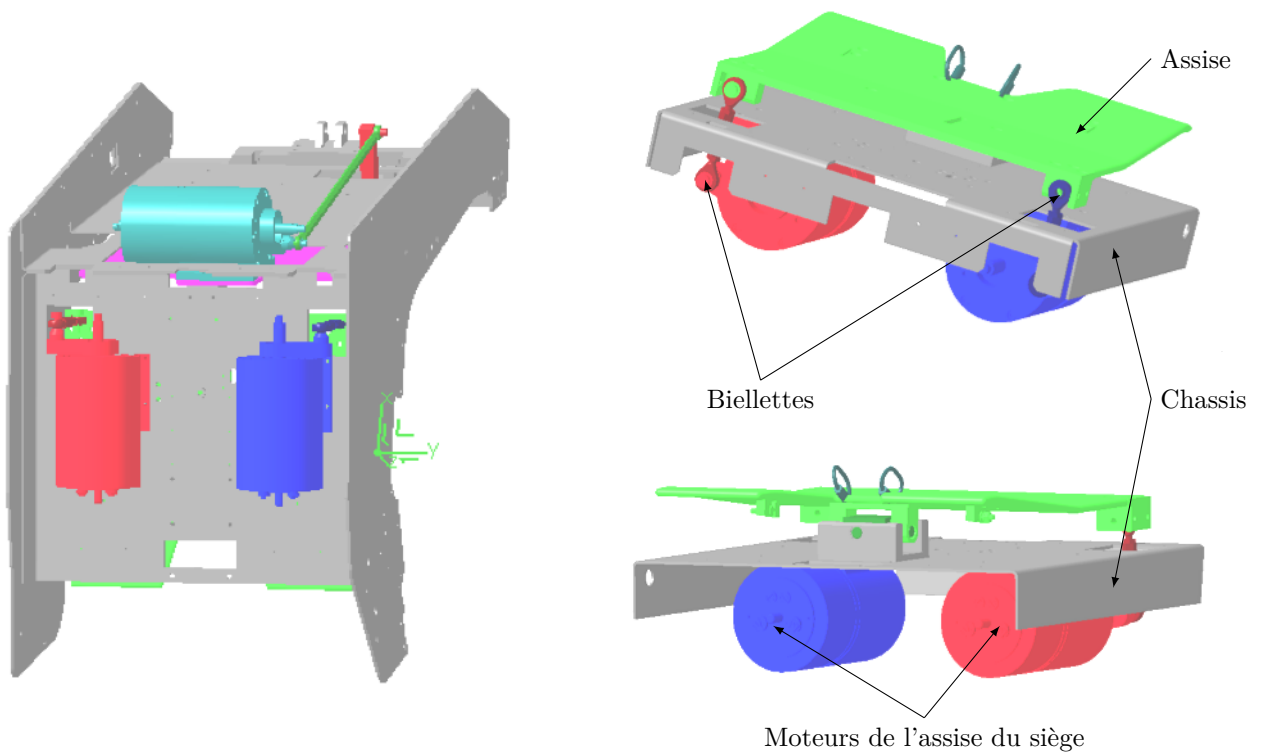 Assise
Biellettes
Chassis
x
y
z
Moteurs de l'assise du siège